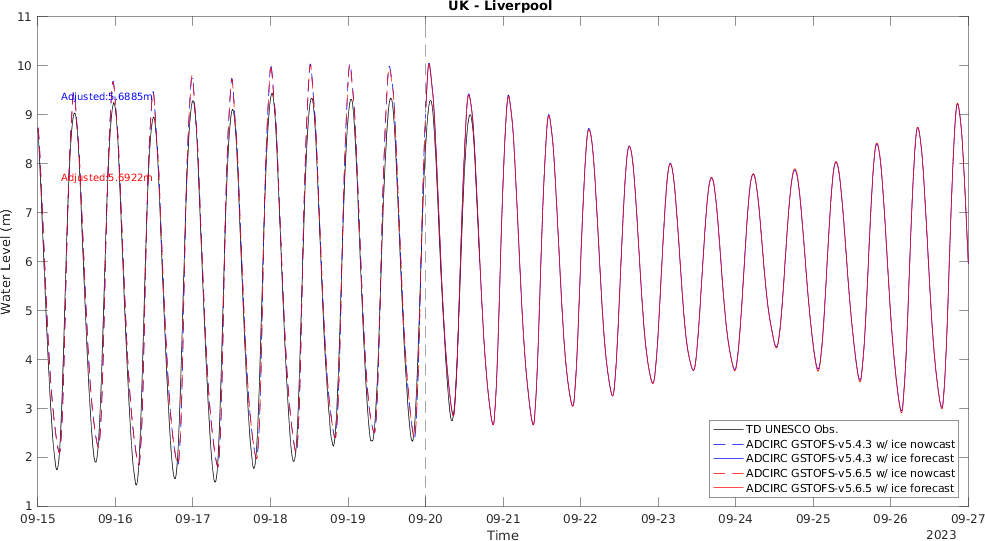 UK - Liverpool
11
10
9
8
7
6
5
4
3
2
1
Water Level (m)
Adjusted:5.6885m
Adjusted:5.6922m
TD UNESCO Obs.
ADCIRC GSTOFS-v5.4.3 w/ ice nowcast
ADCIRC GSTOFS-v5.4.3 w/ ice forecast
ADCIRC GSTOFS-v5.6.5 w/ ice nowcast
ADCIRC GSTOFS-v5.6.5 w/ ice forecast
09-15 09-16 09-17 09-18 09-19 09-20 09-21 09-22 09-23 09-24 09-25 09-26 09-27
Time
2023